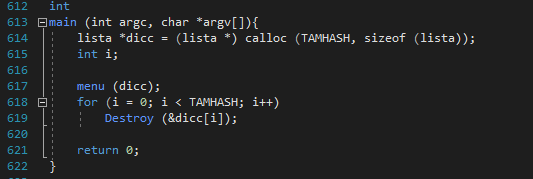 612 int
613 main (int argc, char *argv[]){
614 lista *dicc = (lista *) calloc (TAMHASH, sizeof (lista));
615 int i;
616
617 menu (dicc);
618 for (i = 0; i < TAMHASH; i++)
619 Destroy (&dicc[i]);
620
621 return 0;
622 }